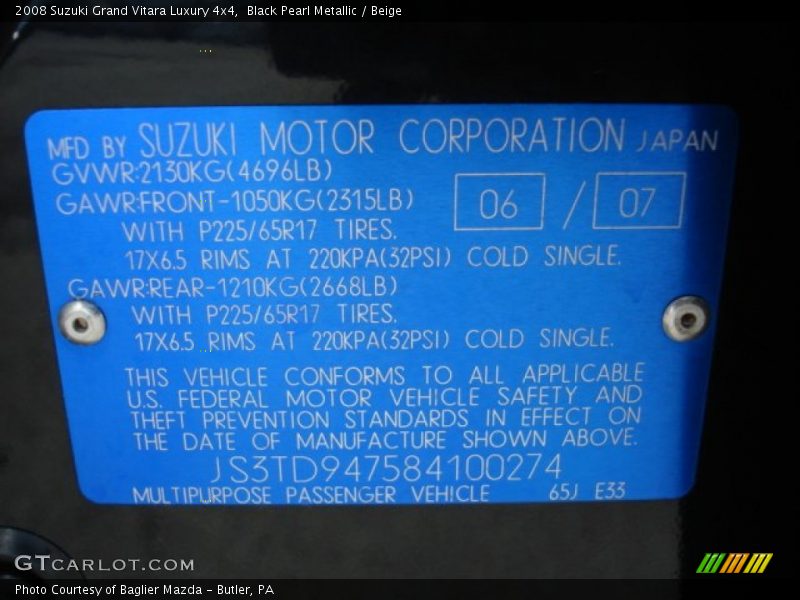 2008 Suzuki Grand Vitara Luxury 4x4, Black Pearl Metallic / Beige
MFD BY SUZUKI MOTOR CORPORATION JAPAN
GVWR:2130KG(4696LB)
GAWR:FRONT-1050KG(2315LB) 06 / 07
WITH P225/65R17 TIRES.
17X6.5 RIMS AT 220KPA(32PSI) COLD SINGLE.
GAWR:REAR-1210KG(2668LB)
WITH P225/65R17 TIRES.
17X6.5 RIMS AT 220KPA(32PSI) COLD SINGLE.
THIS VEHICLE CONFORMS TO ALL APPLICABLE
U.S. FEDERAL MOTOR VEHICLE SAFETY AND
THEFT PREVENTION STANDARDS IN EFFECT ON
THE DATE OF MANUFACTURE SHOWN ABOVE.
JS3TD947584100274
MULTIPURPOSE PASSENGER VEHICLE 65J E33
GTCARLOT.COM
Photo Courtesy of Baglier Mazda - Butler, PA